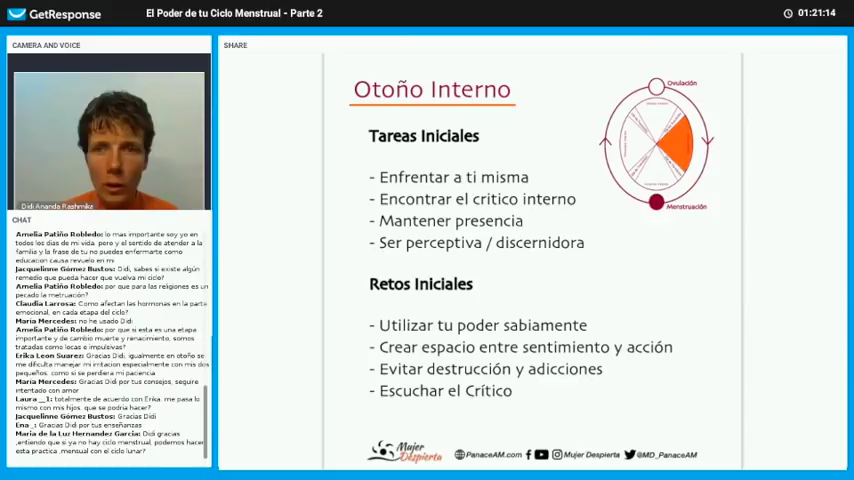 GetResponse
El Poder de tu Ciclo Menstrual - Parte 2
01:21:14
CAMERA AND VOICE
SHARE
Didi Ananda Rashmika
CHAT
Amelia Patiño Robledo: lo mas importante soy yo en
todos los dias de mi vida, pero y el sentido de atender a la
familia y la frase de tu no puedes enfermarte como
educacion causa revuelo en mi
Jacquelinne Gómez Bustos: Didi, sabes si existe algún
remedio que pueda hacer que vuelva mi ciclo?
Amelia Patiño Robledo: por que para las religiones es un
pecado la metruación?
Claudia Larrosa: Como afectan las hormonas en la parte
emocional, en cada etapa del ciclo?
Maria Mercedes: no he usado Didi
Amelia Patiño Robledo: por que si esta es una etapa
importante y de cambio muerte y renacimiento, somos
tratadas como locas e impulsivas?
Erika Leon Suarez: Gracias Didi, igualmente en otoño se
me dificulta manejar mi irritacion especialmente con mis dos
pequeños, como si se perdiera mi paciencia
Maria Mercedes: Gracias Didi por tus consejos, seguire
intentado con amor
Laura __1: totalmente de acuerdo con Erika, me pasa lo
mismo con mis hijos, que se podria hacer?
Jacquelinne Gómez Bustos: Gracias Didi
Ena _: Gracias Didi por tus enseñanzas
Maria de la Luz Hernandez Garcia: Didi gracias
,entiendo que si ya no hay ciclo menstrual, podemos hacer
esta practica ,mensual con el ciclo lunar?
Otoño Interno
Tareas Iniciales
- Enfrentar a ti misma
- Encontrar el critico interno
- Mantener presencia
- Ser perceptiva / discernidora
Retos Iniciales
- Utilizar tu poder sabiamente
- Crear espacio entre sentimiento y acción
- Evitar destrucción y adicciones
- Escuchar el Crítico
Ovulación
Menstruación
Mujer
Despierta
PanaceAM.com
Mujer Despierta
@MD_PanaceAM